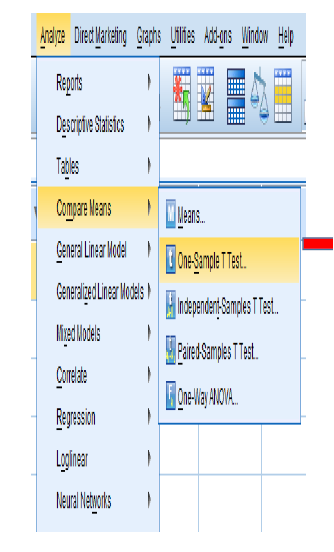 Analyze Direct Marketing Graphs Utilities Add-ons Window Help
Reports
Descriptive Statistics
Tables
Compare Means
General Linear Model
Generalized Linear Models
Mixed Models
Correlate
Regression
Loglinear
Neural Networks
Means...
One-Sample T Test...
Independent-Samples T Test...
Paired-Samples T Test...
One-Way ANOVA...